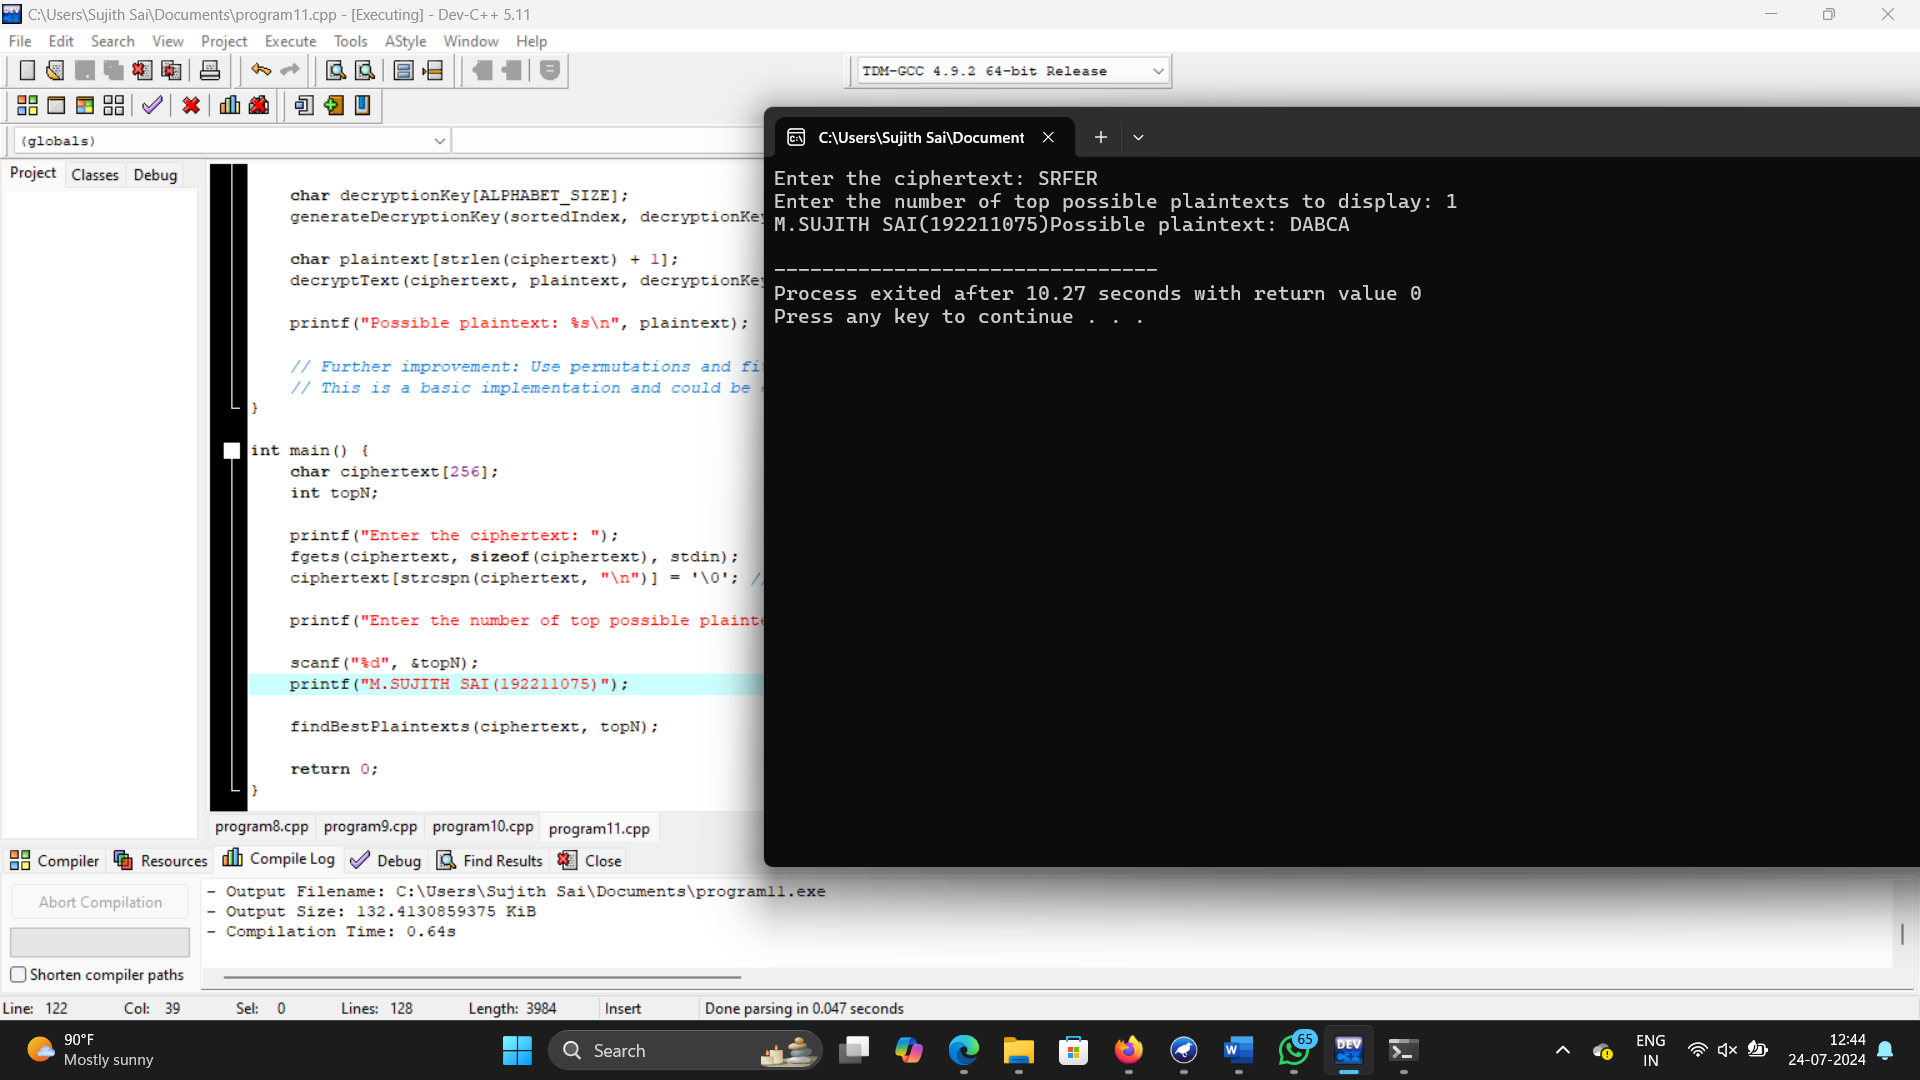 C:\Users\Sujith Sai\Documents\program11.cpp - [Executing] - Dev-C++ 5.11
File Edit Search View Project Execute Tools AStyle Window Help
TDM-GCC 4.9.2 64-bit Release
(globals)
Project Classes Debug
char decryptionKey[ALPHABET_SIZE];
generateDecryptionKey(sortedIndex, decryptionKey
char plaintext[strlen(ciphertext) + 1];
decryptText(ciphertext, plaintext, decryptionKey
printf("Possible plaintext: %s\n", plaintext);
// Further improvement: Use permutations and fi
// This is a basic implementation and could be
}
int main() {
char ciphertext[256];
int topN;
printf("Enter the ciphertext: ");
fgets(ciphertext, sizeof(ciphertext), stdin);
ciphertext[strcspn(ciphertext, "\n")] = '\0'; //
printf("Enter the number of top possible plainte
scanf("%d", &topN);
printf("M.SUJITH SAI(192211075)");
findBestPlaintexts(ciphertext, topN);
return 0;
}
program8.cpp program9.cpp program10.cpp program11.cpp
C:\Users\Sujith Sai\Document
Enter the ciphertext: SRFER
Enter the number of top possible plaintexts to display: 1
M.SUJITH SAI(192211075)Possible plaintext: DABCA
--------------------------------
Process exited after 10.27 seconds with return value 0
Press any key to continue . . .
Compiler Resources Compile Log Debug Find Results Close
Abort Compilation
Shorten compiler paths
- Output Filename: C:\Users\Sujith Sai\Documents\program11.exe
- Output Size: 132.4130859375 KiB
- Compilation Time: 0.64s
Line: 122 Col: 39 Sel: 0 Lines: 128 Length: 3984 Insert Done parsing in 0.047 seconds
90°F
Mostly sunny
Search
65
DEV
C++
ENG
IN
12:44
24-07-2024